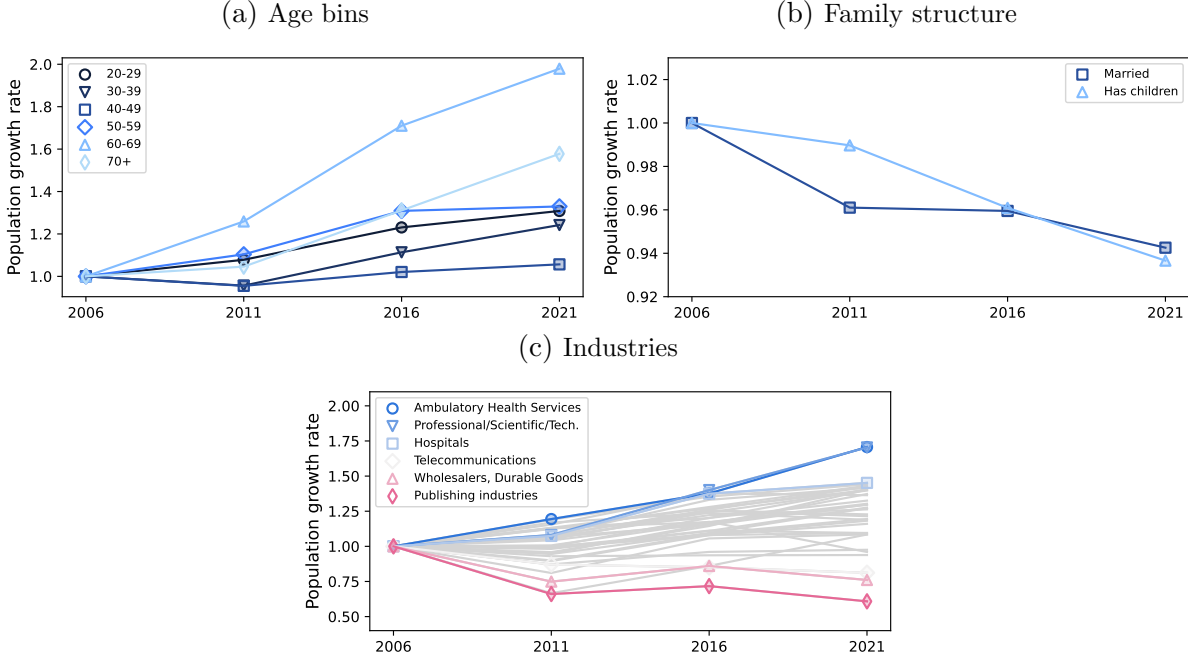 (a) Age bins
Population growth rate
2.0
1.8
1.6
1.4
1.2
1.0
20-29
30-39
40-49
50-59
60-69
70+
2006 2011 2016 2021
(b) Family structure
Population growth rate
1.02
1.00
0.98
0.96
0.94
0.92
Married
Has children
2006 2011 2016 2021
(c) Industries
Population growth rate
2.00
1.75
1.50
1.25
1.00
0.75
0.50
Ambulatory Health Services
Professional/Scientific/Tech.
Hospitals
Telecommunications
Wholesalers, Durable Goods
Publishing industries
2006 2011 2016 2021